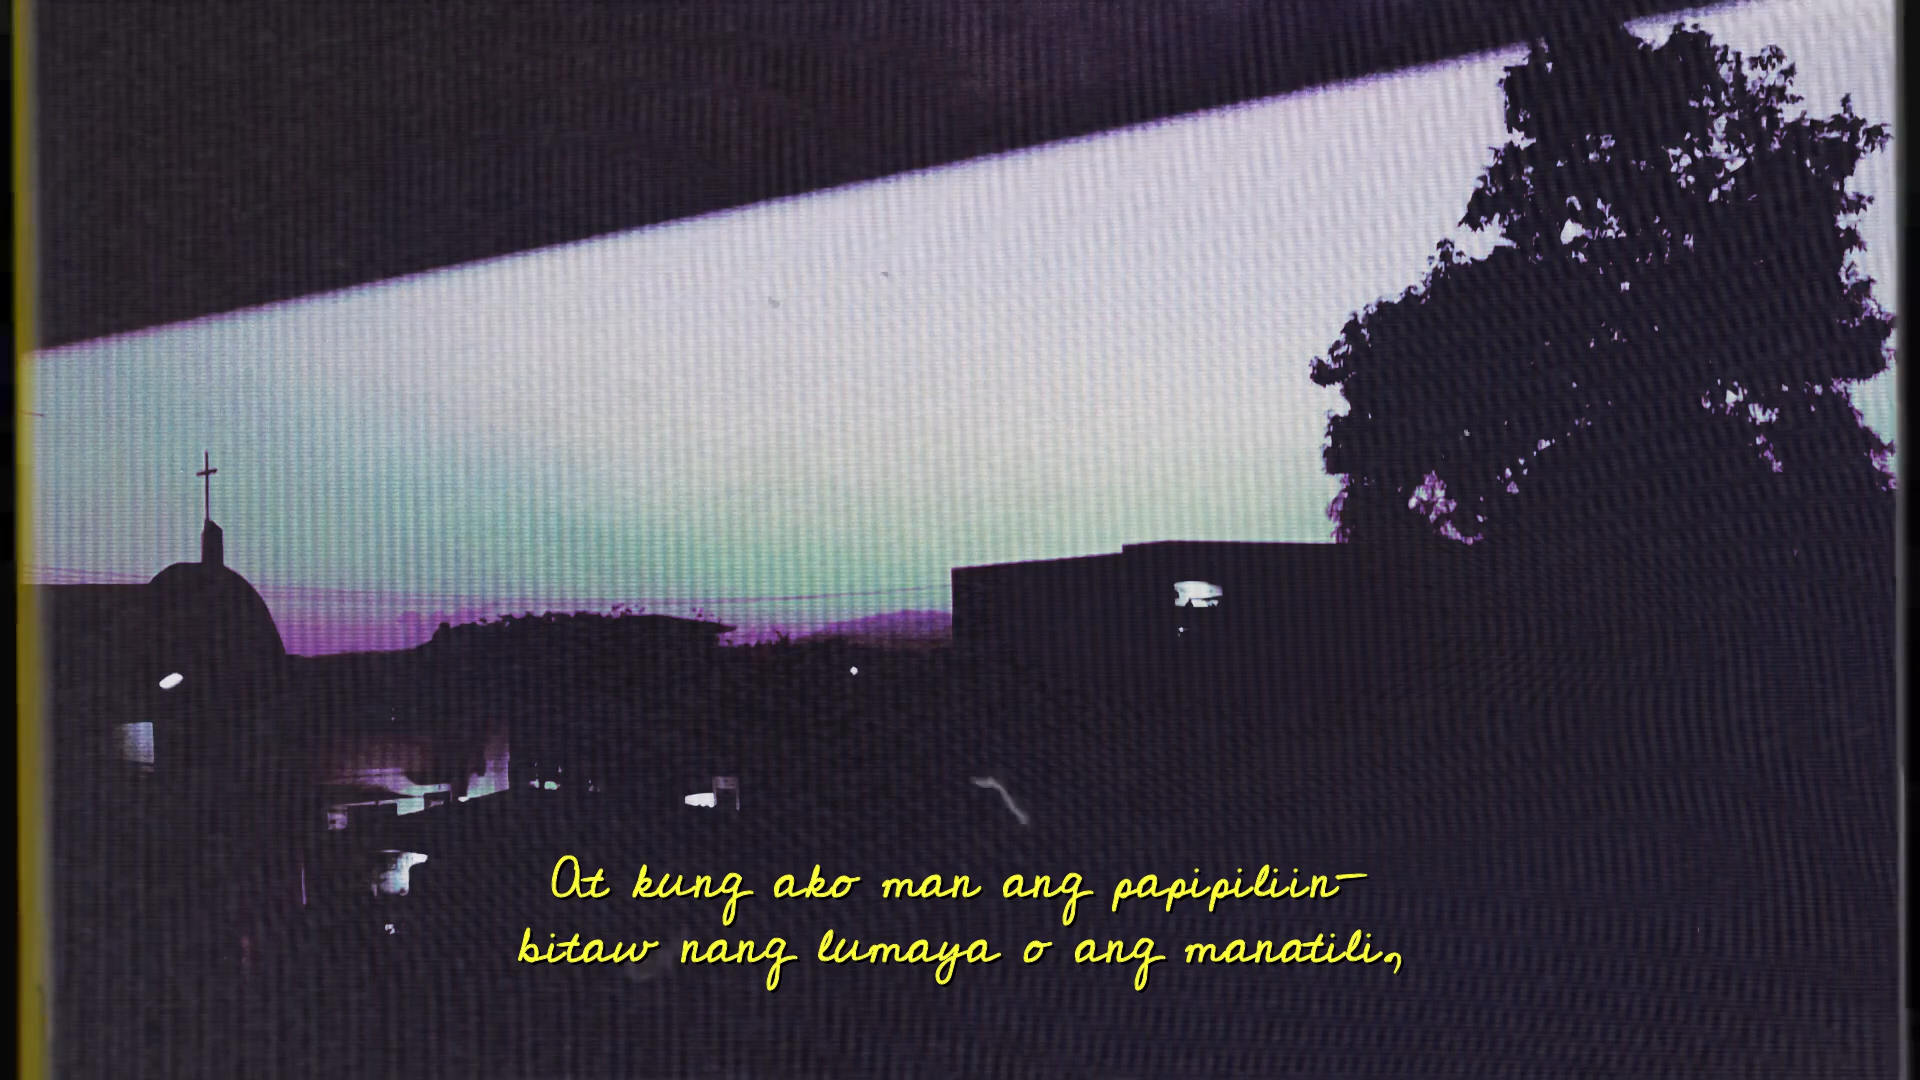 At kung ako man ang papipiliin—
bitaw nang lumaya o ang manatili,